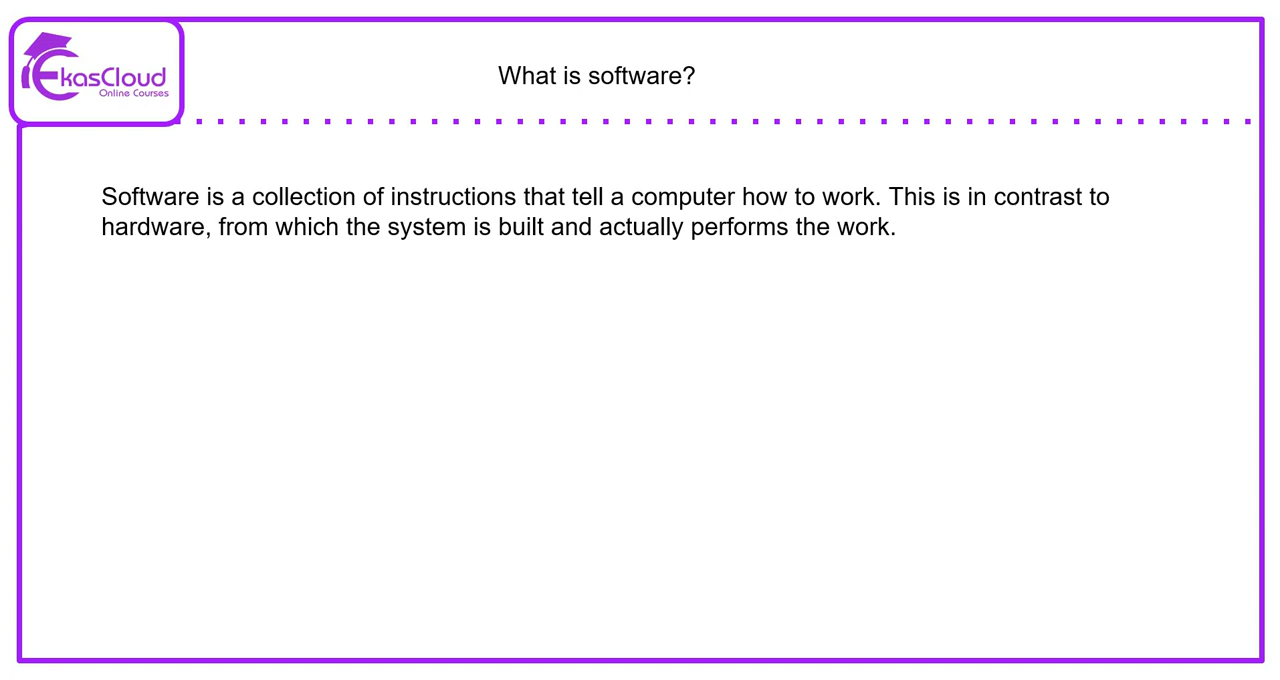 EkasCloud
Online Courses
What is software?
Software is a collection of instructions that tell a computer how to work. This is in contrast to
hardware, from which the system is built and actually performs the work.